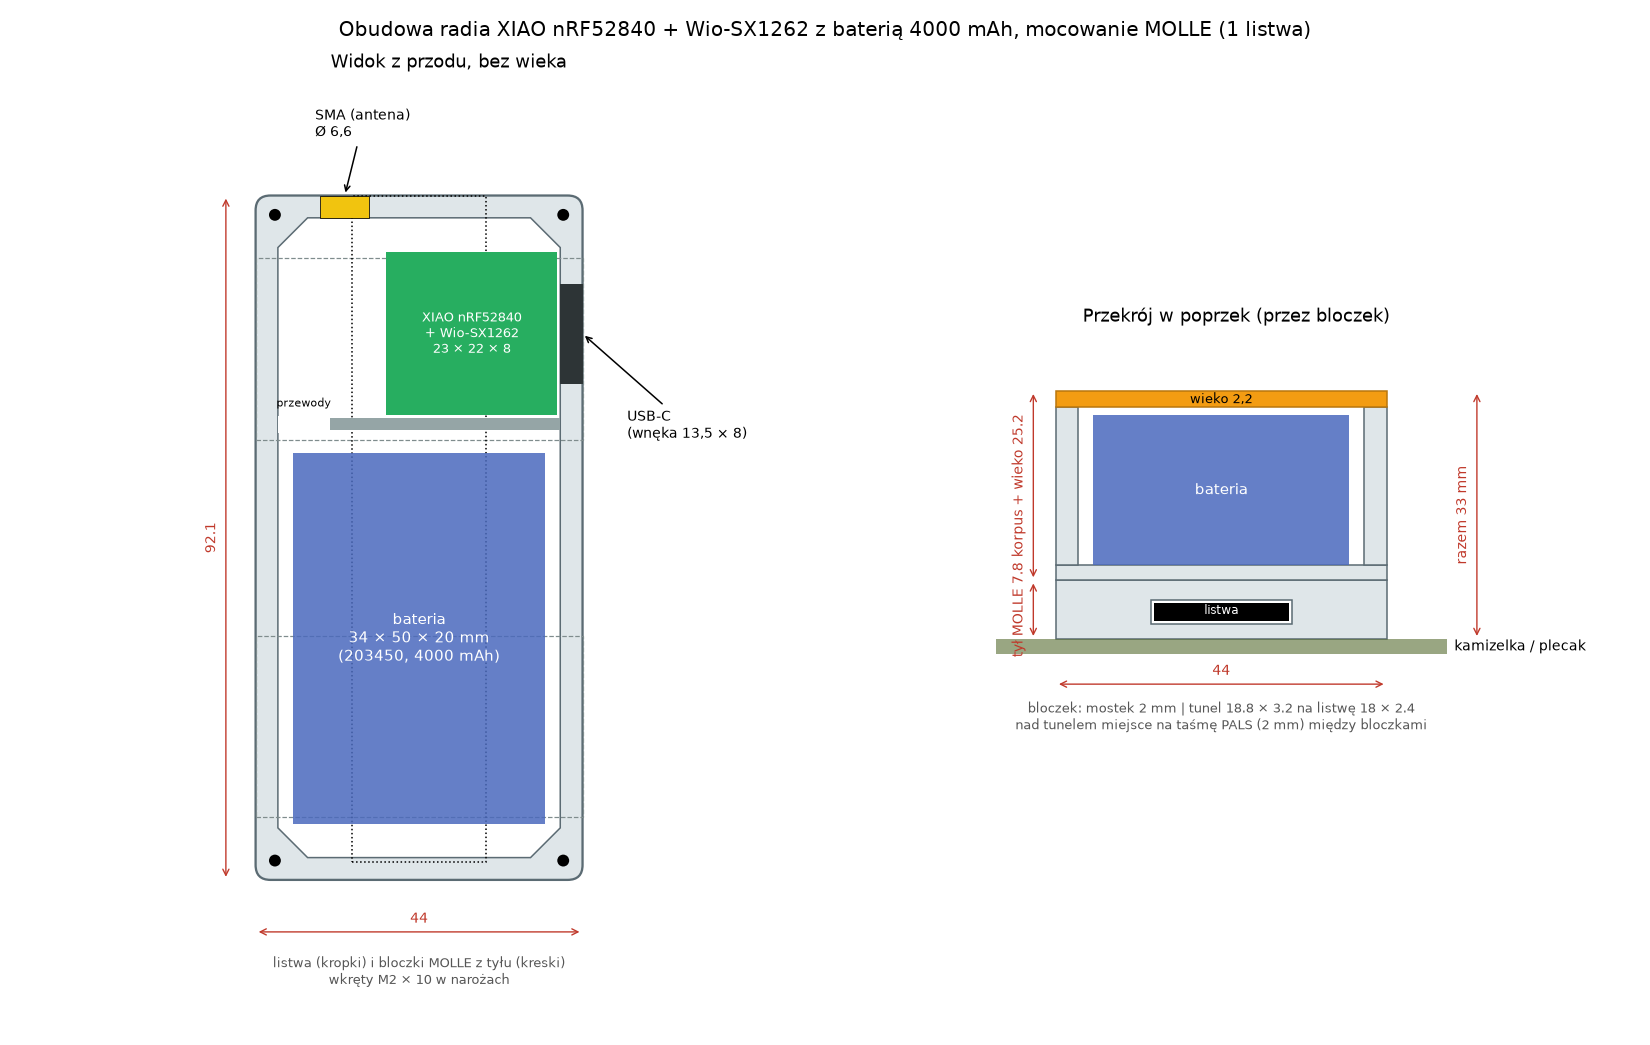 Obudowa radia XIAO nRF52840 + Wio-SX1262 z baterią 4000 mAh, mocowanie MOLLE (1 listwa)
Widok z przodu, bez wieka
SMA (antena)
Ø 6,6
XIAO nRF52840
+ Wio-SX1262
23 × 22 × 8
przewody
USB-C
(wnęka 13,5 × 8)
92.1
bateria
34 × 50 × 20 mm
(203450, 4000 mAh)
44
listwa (kropki) i bloczki MOLLE z tyłu (kreski)
wkręty M2 × 10 w narożach
Przekrój w poprzek (przez bloczek)
wieko 2,2
korpus + wieko 25.2
bateria
razem 33 mm
tył MOLLE 7.8
listwa
kamizelka / plecak
44
bloczek: mostek 2 mm | tunel 18.8 × 3.2 na listwę 18 × 2.4
nad tunelem miejsce na taśmę PALS (2 mm) między bloczkami